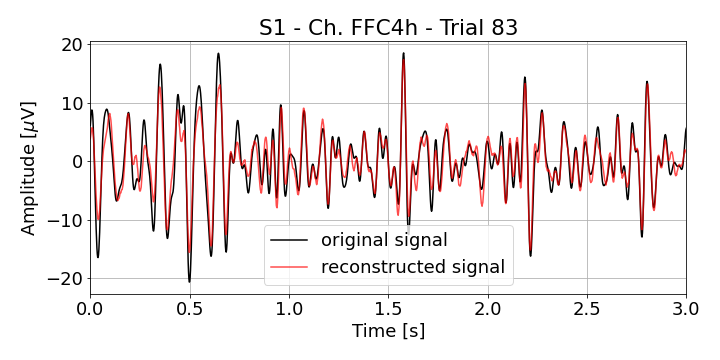 S1 - Ch. FFC4h - Trial 83
Amplitude [μV]
20
10
0
−10
−20
original signal
reconstructed signal
0.0 0.5 1.0 1.5 2.0 2.5 3.0
Time [s]